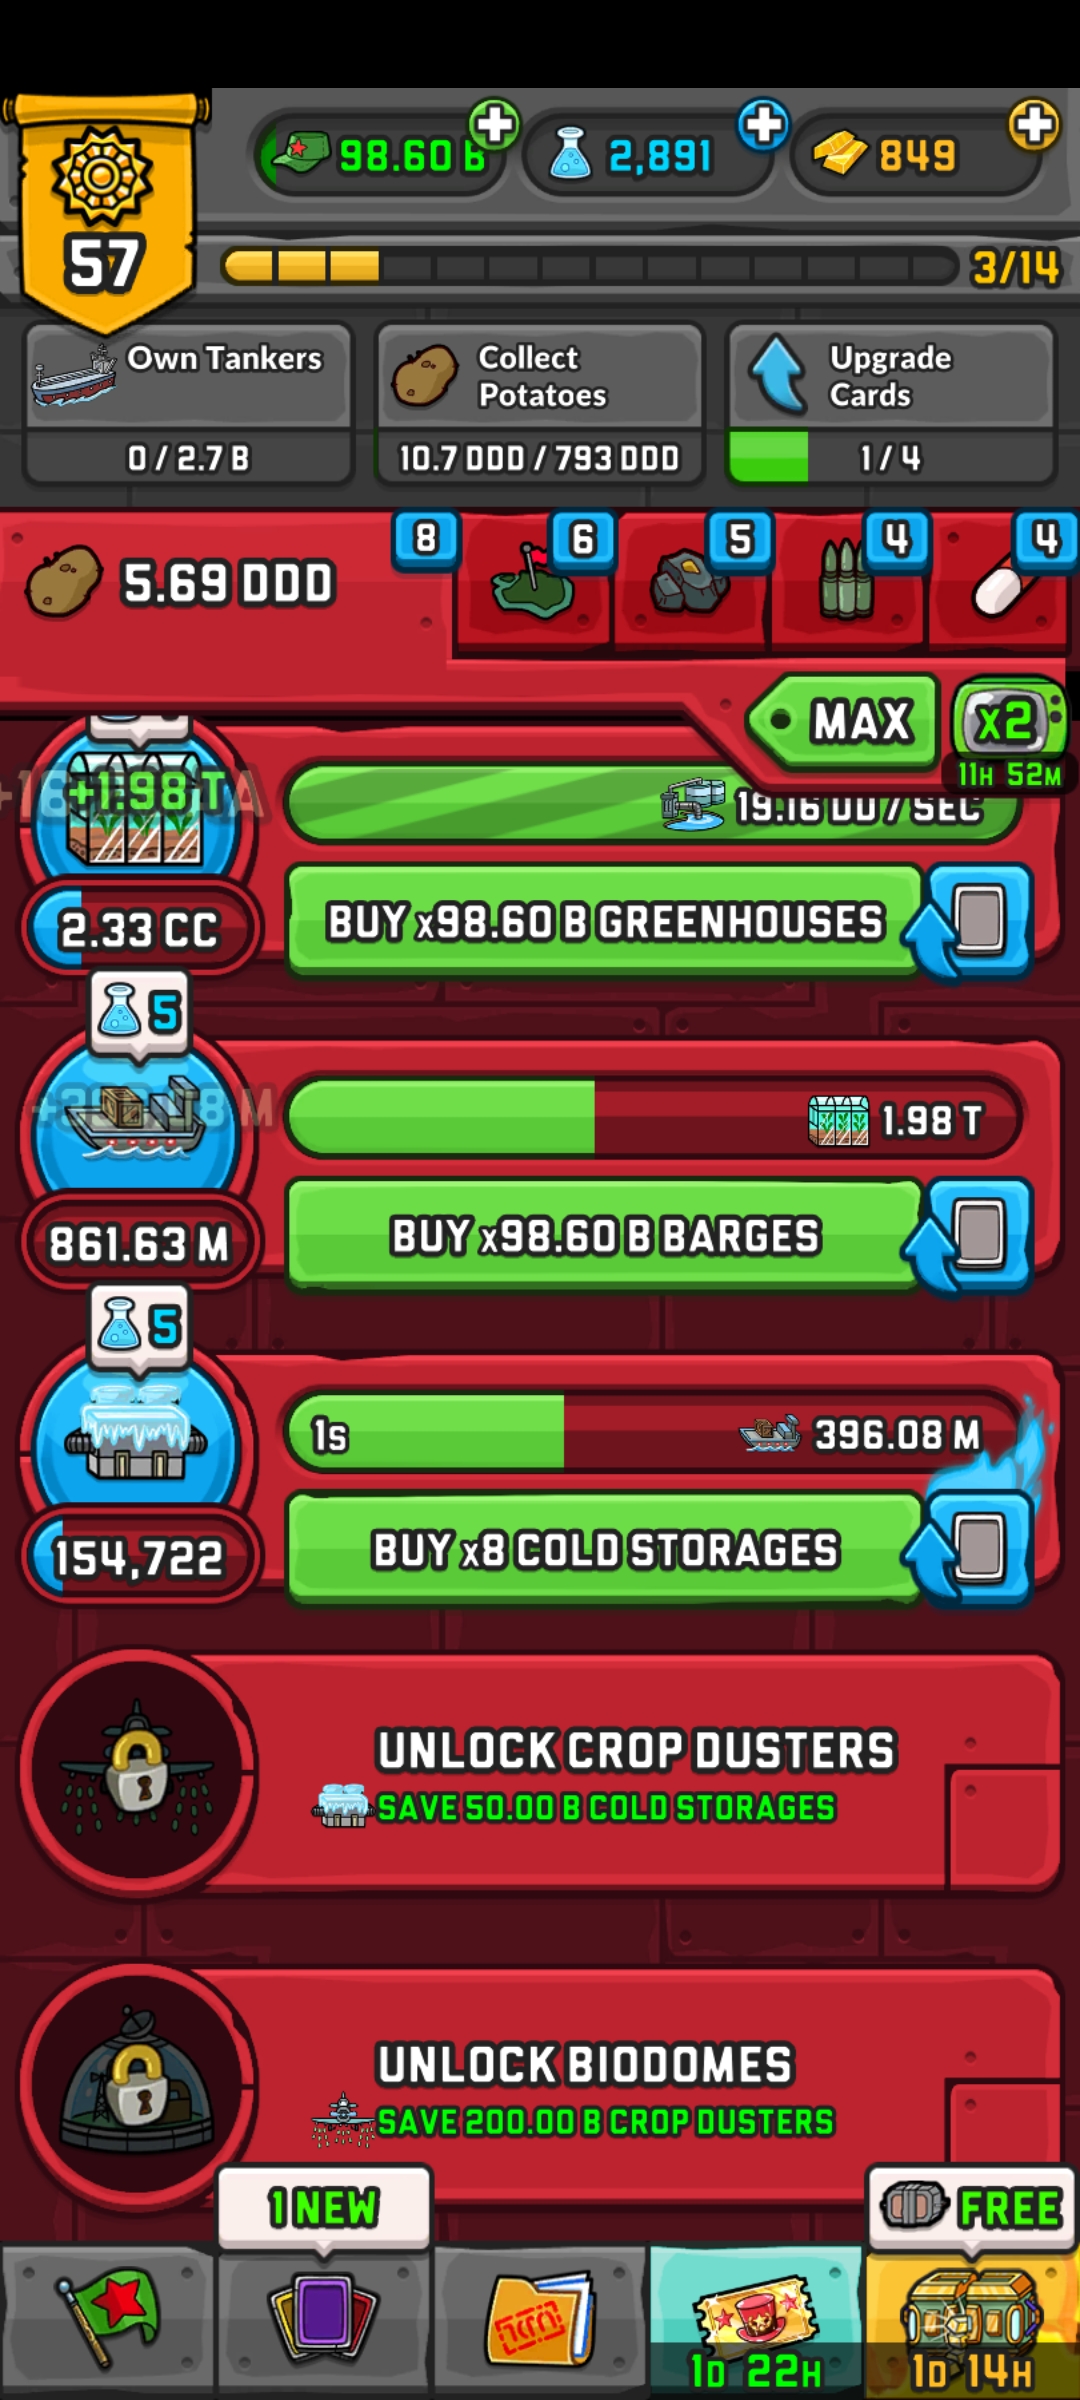 98.60 B
2,891
849
57
3/14
Own Tankers
0 / 2.7 B
Collect
Potatoes
10.7 DDD / 793 DDD
Upgrade
Cards
1 / 4
5.69 DDD
8
6
5
4
4
MAX
x2
11H 52M
+1.98 T
19.16 DD / SEC
2.33 CC
BUY x98.60 B GREENHOUSES
5
1.98 T
861.63 M
BUY x98.60 B BARGES
5
1s
396.08 M
154,722
BUY x8 COLD STORAGES
UNLOCK CROP DUSTERS
SAVE 50.00 B COLD STORAGES
UNLOCK BIODOMES
SAVE 200.00 B CROP DUSTERS
1 NEW
FREE
1D 22H
1D 14H